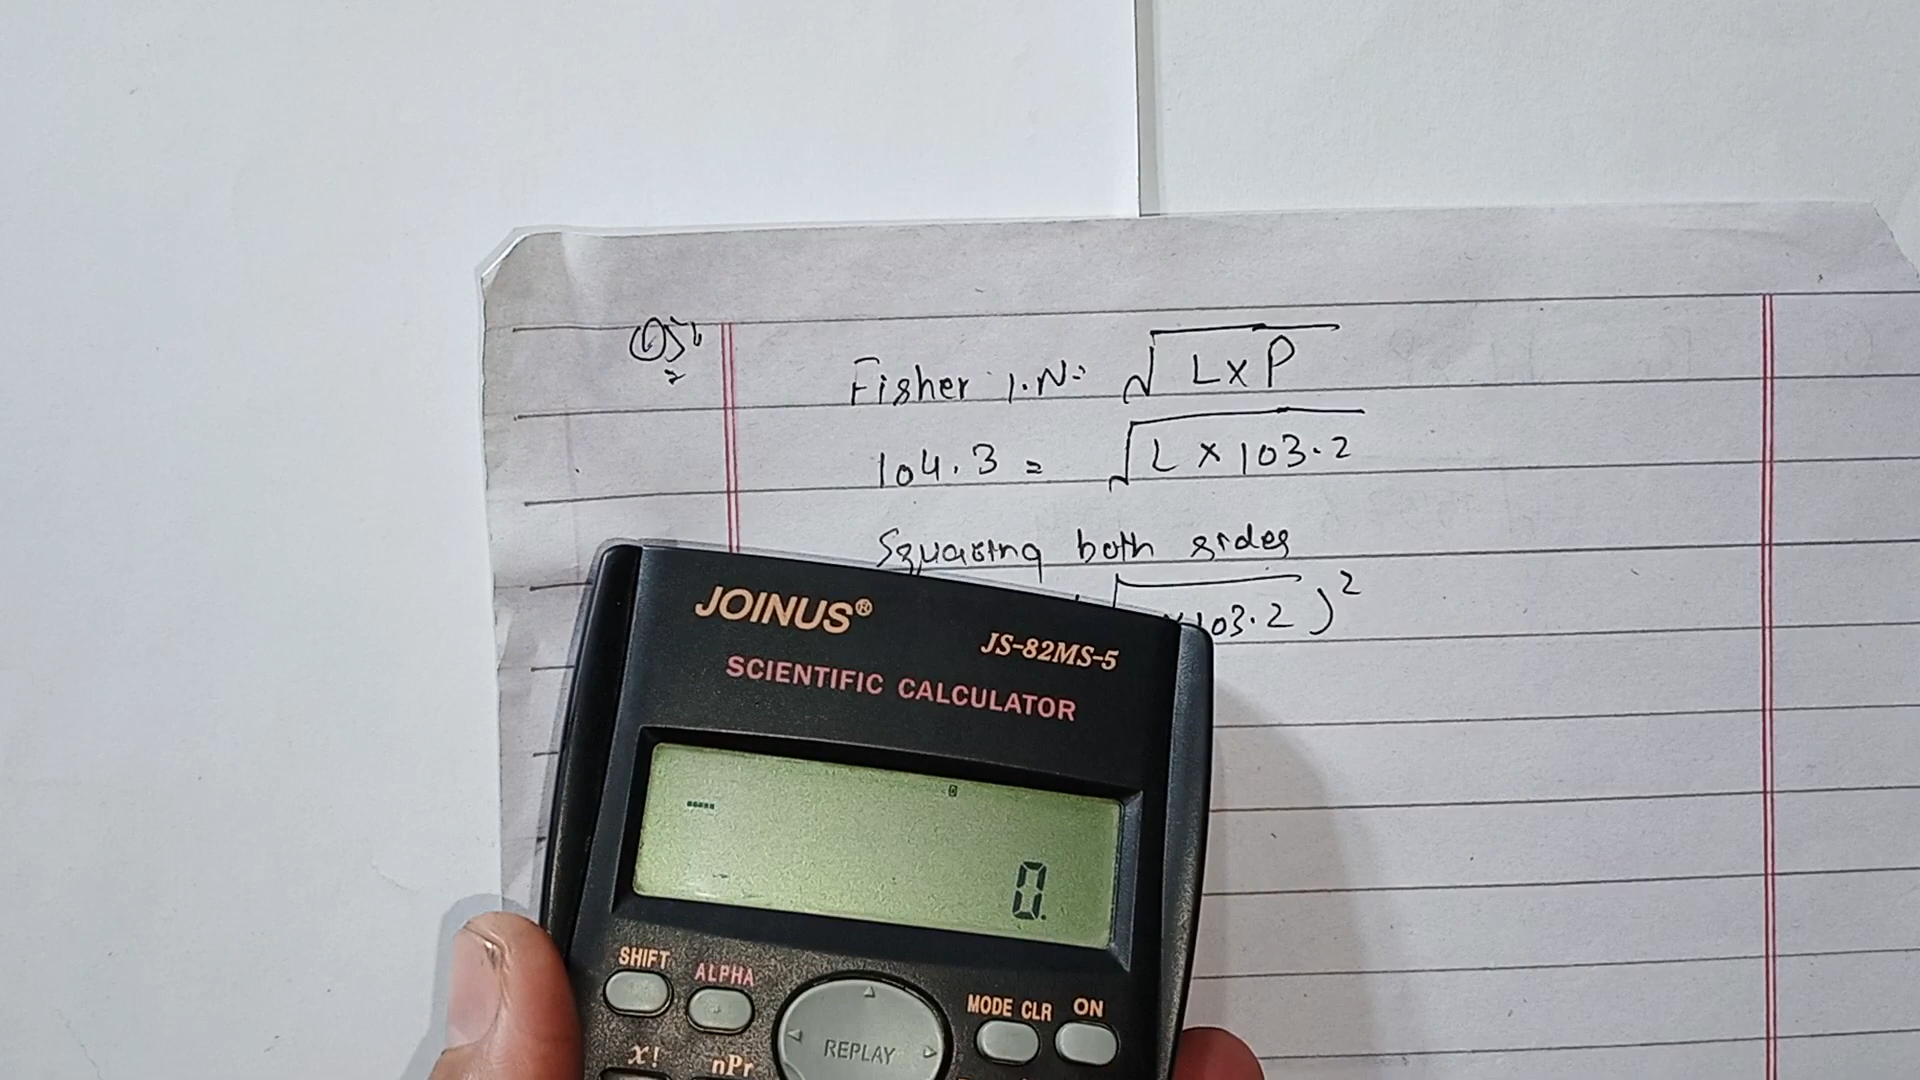 Fisher I.N= √L×P
104.3 = √L × 103.2
Squaring both sides
103.2 )²
JOINUS®
JS-82MS-5
SCIENTIFIC CALCULATOR
0.
SHIFT ALPHA MODE CLR ON
REPLAY
x! nPr